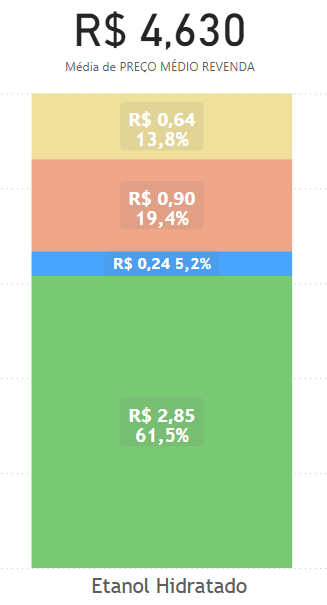 R$ 4,630
Média de PREÇO MÉDIO REVENDA
R$ 0,64
13,8%
R$ 0,90
19,4%
R$ 0,24 5,2%
R$ 2,85
61,5%
Etanol Hidratado